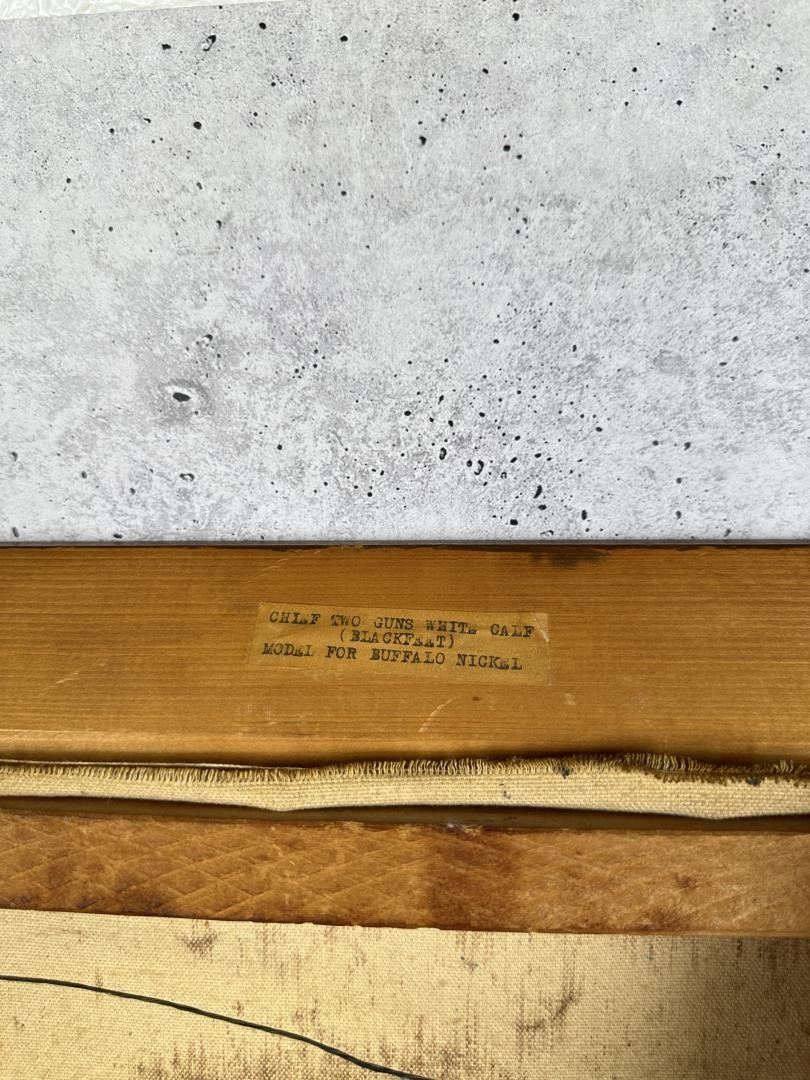 CHIEF TWO GUNS WHITE CALF
(BLACKFEET)
MODEL FOR BUFFALO NICKEL